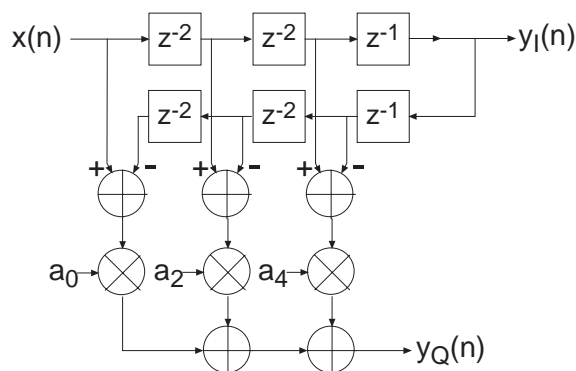 x(n) z⁻² z⁻² z⁻¹ y_I(n)
z⁻² z⁻² z⁻¹
+ - + - + -
a₀ a₂ a₄
y_Q(n)